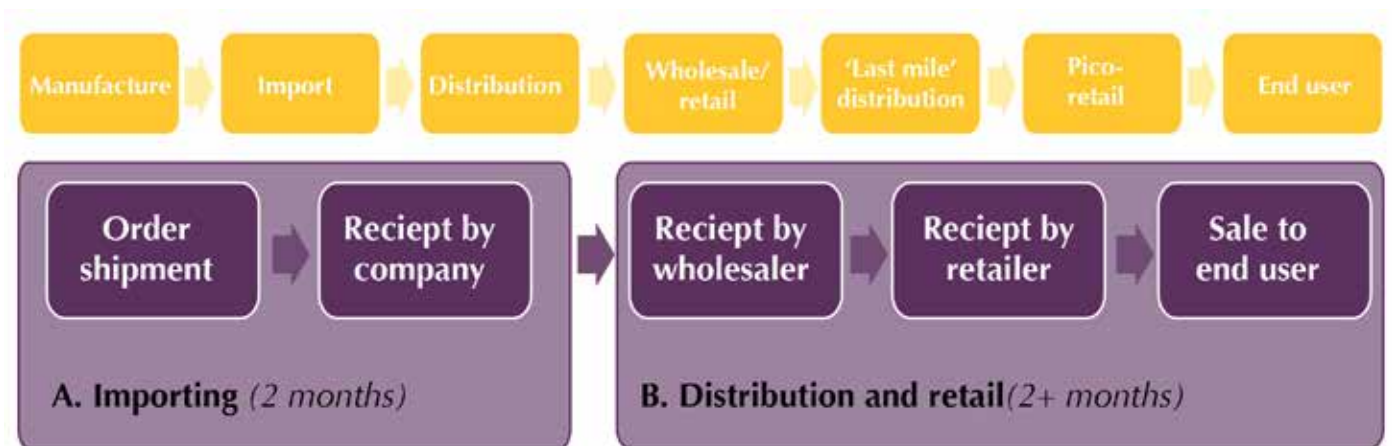 Manufacture
Import
Distribution
Wholesale/
retail
‘Last mile’
distribution
Pico-
retail
End user
Order
shipment
Reciept by
company
Reciept by
wholesaler
Reciept by
retailer
Sale to
end user
A. Importing (2 months)
B. Distribution and retail(2+ months)